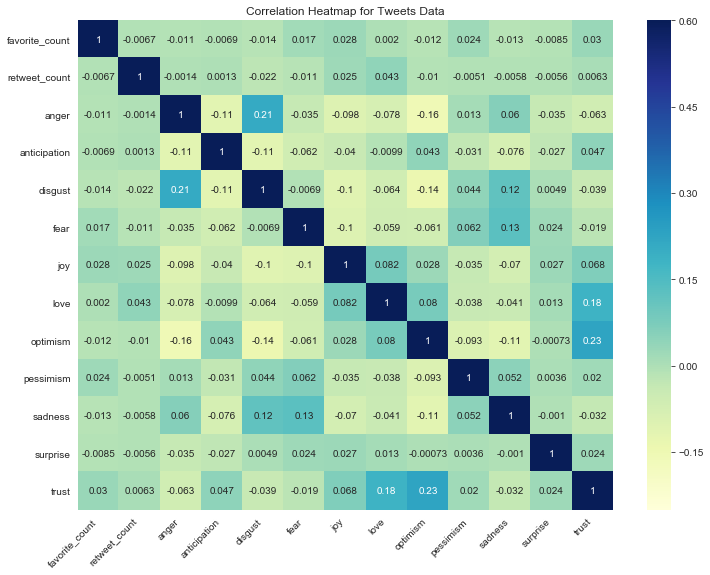 Correlation Heatmap for Tweets Data
favorite_count 1 -0.0067 -0.011 -0.0069 -0.014 0.017 0.028 0.002 -0.012 0.024 -0.013 -0.0085 0.03
retweet_count -0.0067 1 -0.0014 0.0013 -0.022 -0.011 0.025 0.043 -0.01 -0.0051 -0.0058 -0.0056 0.0063
anger -0.011 -0.0014 1 -0.11 0.21 -0.035 -0.098 -0.078 -0.16 0.013 0.06 -0.035 -0.063
anticipation -0.0069 0.0013 -0.11 1 -0.11 -0.062 -0.04 -0.0099 0.043 -0.031 -0.076 -0.027 0.047
disgust -0.014 -0.022 0.21 -0.11 1 -0.0069 -0.1 -0.064 -0.14 0.044 0.12 0.0049 -0.039
fear 0.017 -0.011 -0.035 -0.062 -0.0069 1 -0.1 -0.059 -0.061 0.062 0.13 0.024 -0.019
joy 0.028 0.025 -0.098 -0.04 -0.1 -0.1 1 0.082 0.028 -0.035 -0.07 0.027 0.068
love 0.002 0.043 -0.078 -0.0099 -0.064 -0.059 0.082 1 0.08 -0.038 -0.041 0.013 0.18
optimism -0.012 -0.01 -0.16 0.043 -0.14 -0.061 0.028 0.08 1 -0.093 -0.11 -0.00073 0.23
pessimism 0.024 -0.0051 0.013 -0.031 0.044 0.062 -0.035 -0.038 -0.093 1 0.052 0.0036 0.02
sadness -0.013 -0.0058 0.06 -0.076 0.12 0.13 -0.07 -0.041 -0.11 0.052 1 -0.001 -0.032
surprise -0.0085 -0.0056 -0.035 -0.027 0.0049 0.024 0.027 0.013 -0.00073 0.0036 -0.001 1 0.024
trust 0.03 0.0063 -0.063 0.047 -0.039 -0.019 0.068 0.18 0.23 0.02 -0.032 0.024 1
favorite_count retweet_count anger anticipation disgust fear joy love optimism pessimism sadness surprise trust
0.60
0.45
0.30
0.15
0.00
-0.15